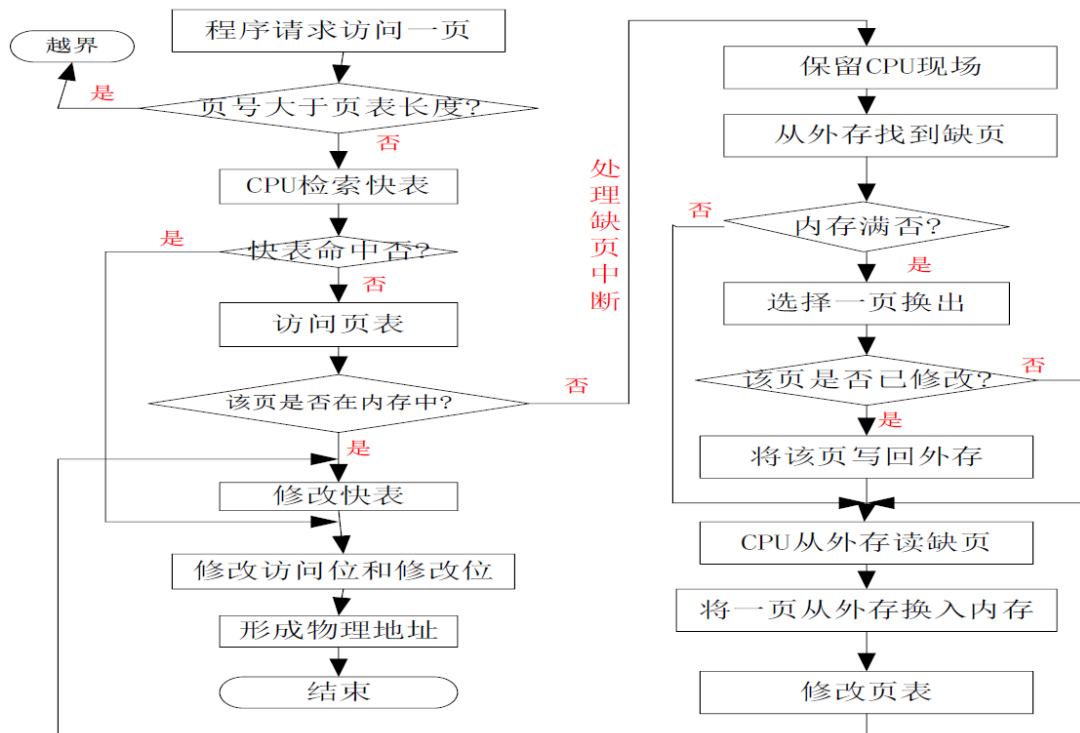 程序请求访问一页
越界
是
页号大于页表长度?
否
CPU检索快表
是
快表命中否?
否
访问页表
该页是否在内存中?
否
是
修改快表
修改访问位和修改位
形成物理地址
结束
处理缺页中断
保留CPU现场
从外存找到缺页
否
内存满否?
是
选择一页换出
该页是否已修改?
否
是
将该页写回外存
CPU从外存读缺页
将一页从外存换入内存
修改页表